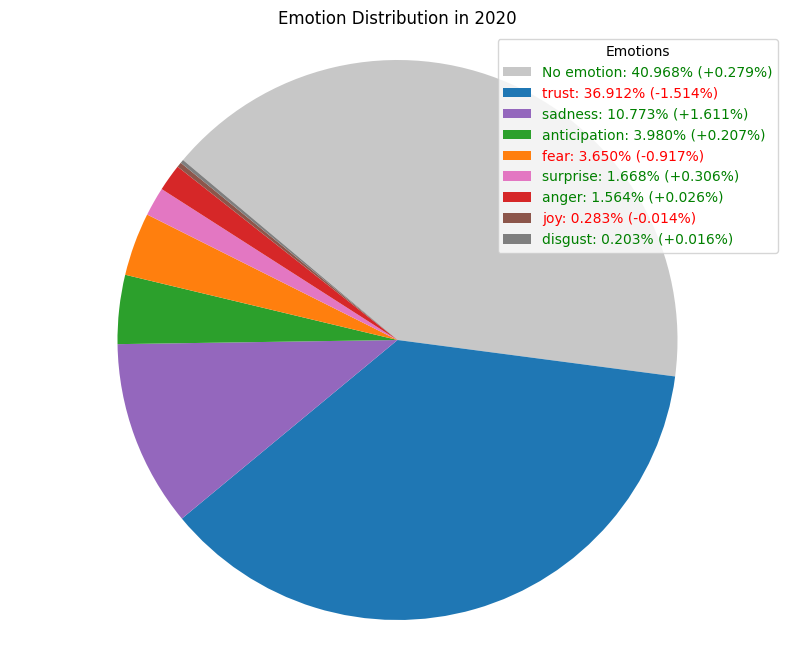 Emotion Distribution in 2020
Emotions
No emotion: 40.968% (+0.279%)
trust: 36.912% (-1.514%)
sadness: 10.773% (+1.611%)
anticipation: 3.980% (+0.207%)
fear: 3.650% (-0.917%)
surprise: 1.668% (+0.306%)
anger: 1.564% (+0.026%)
joy: 0.283% (-0.014%)
disgust: 0.203% (+0.016%)